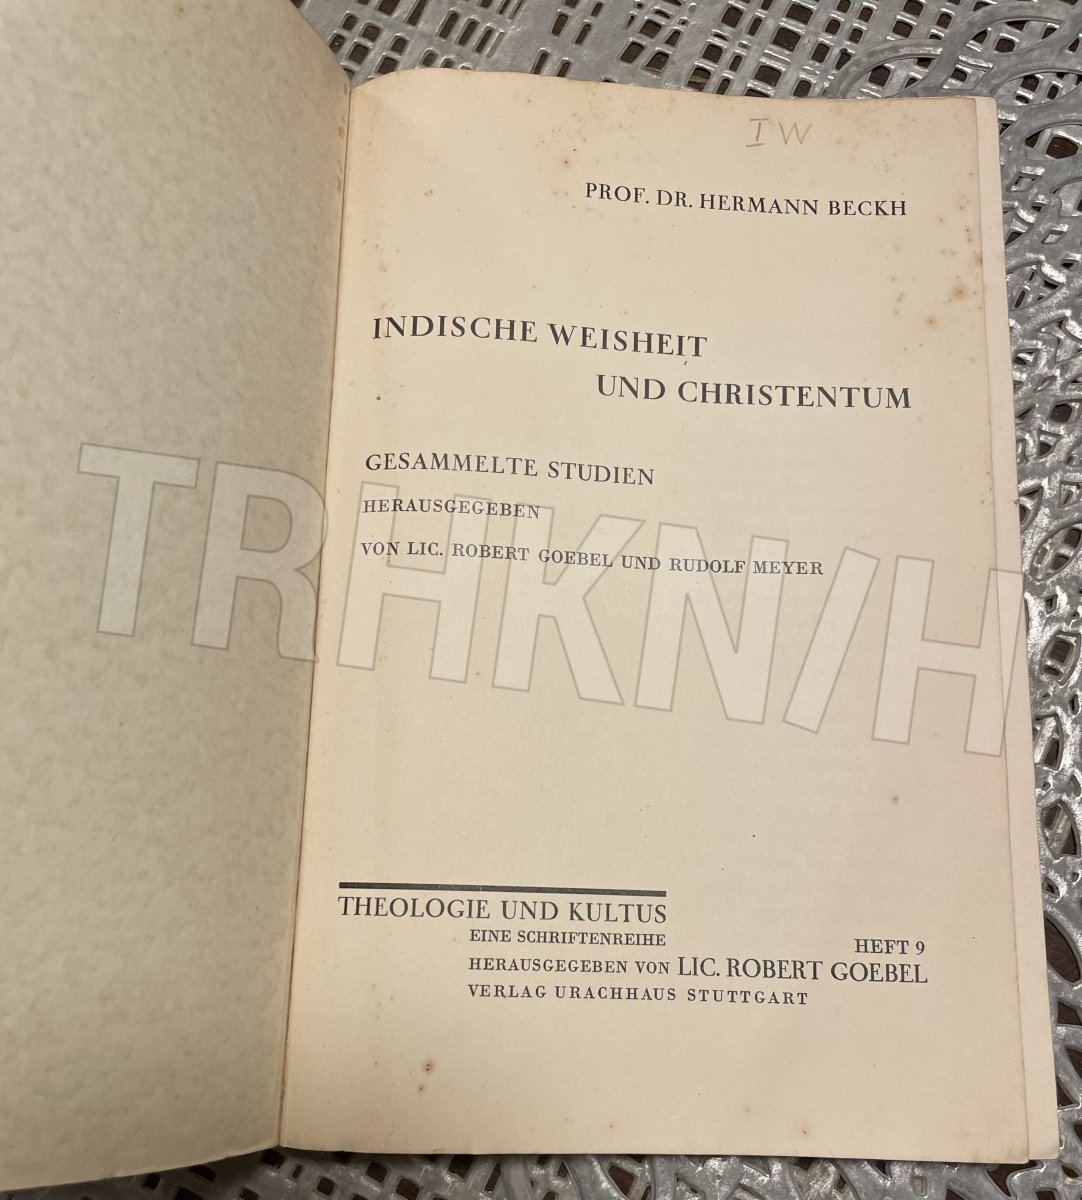 I W
PROF. DR. HERMANN BECKH
INDISCHE WEISHEIT
UND CHRISTENTUM
GESAMMELTE STUDIEN
HERAUSGEGEBEN
VON LIC. ROBERT GOEBEL UND RUDOLF MEYER
TRHKN/H
THEOLOGIE UND KULTUS
EINE SCHRIFTENREIHE
HEFT 9
HERAUSGEGEBEN VON LIC. ROBERT GOEBEL
VERLAG URACHHAUS STUTTGART